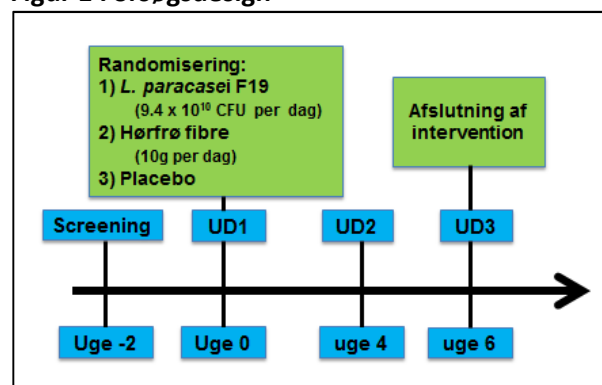 Randomisering:
1) L. paracasei F19
(9.4 x 10¹⁰ CFU per dag)
2) Hørfrø fibre
(10g per dag)
3) Placebo
Afslutning af
intervention
Screening
UD1
UD2
UD3
Uge -2
Uge 0
uge 4
uge 6